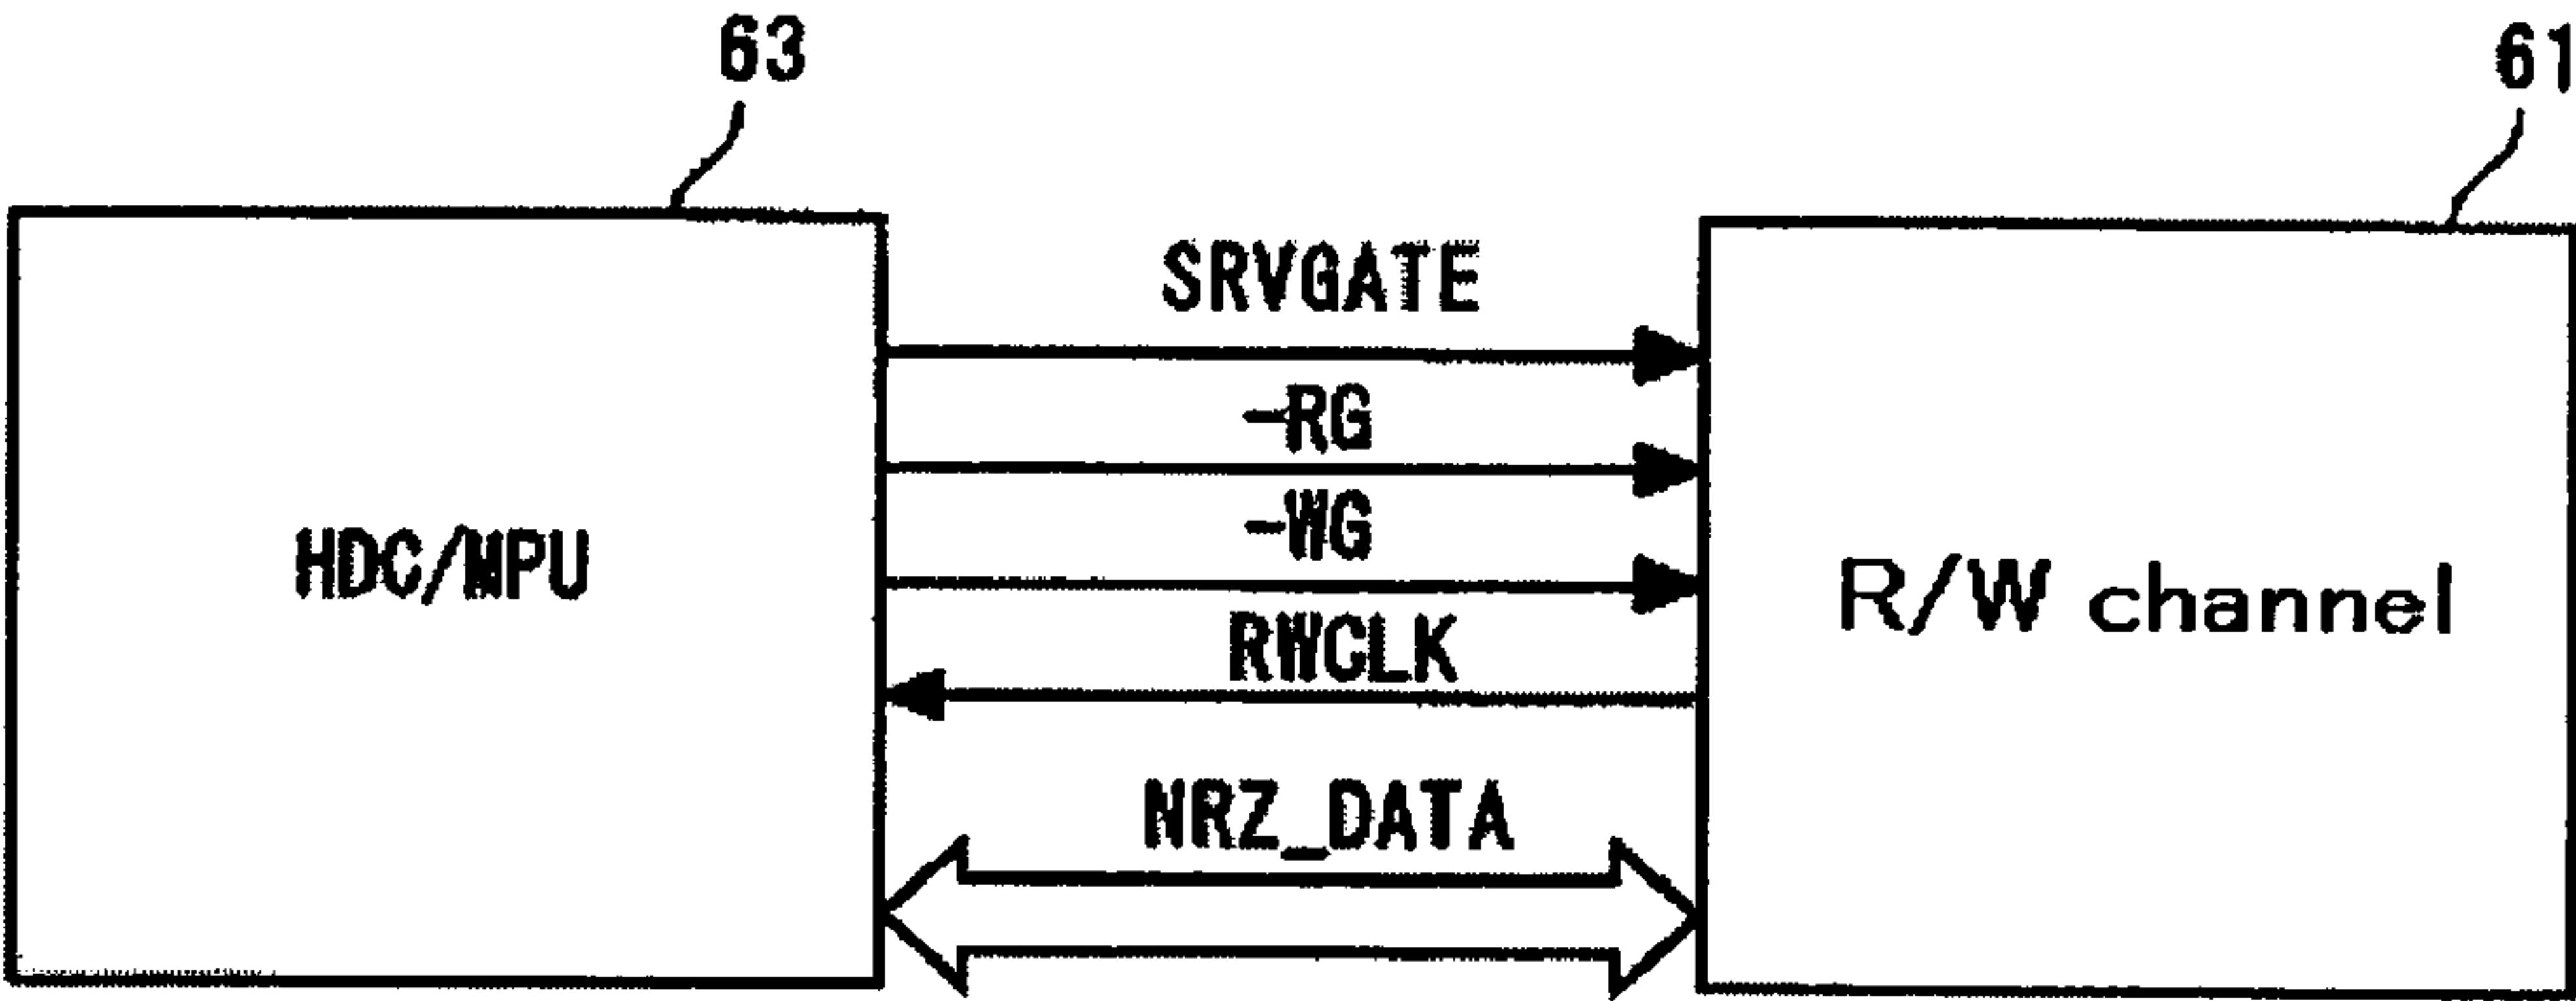 63
61
SRVGATE
-RG
-WG
HDC/MPU
R/W channel
RWCLK
NRZ_DATA